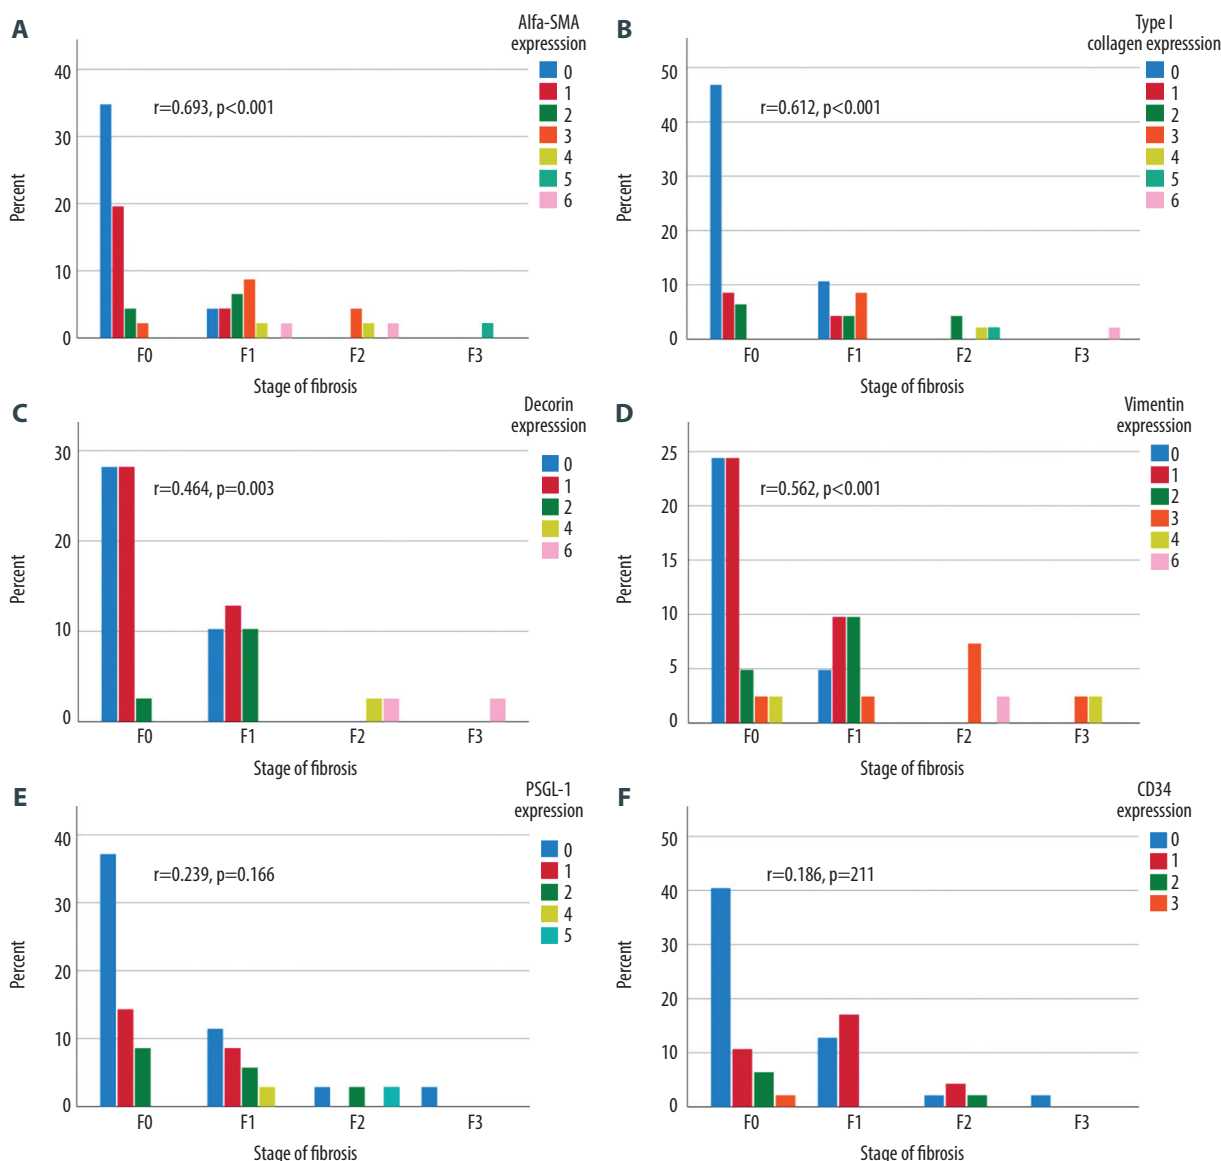 A
Alfa-SMA
expresssion
0
1
2
3
4
5
6
r=0.693, p<0.001
Percent
40
30
20
10
0
F0 F1 F2 F3
Stage of fibrosis
B
Type I
collagen expresssion
0
1
2
3
4
5
6
r=0.612, p<0.001
Percent
50
40
30
20
10
0
F0 F1 F2 F3
Stage of fibrosis
C
Decorin
expresssion
0
1
2
4
6
r=0.464, p=0.003
Percent
30
20
10
0
F0 F1 F2 F3
Stage of fibrosis
D
Vimentin
expresssion
0
1
2
3
4
6
r=0.562, p<0.001
Percent
25
20
15
10
5
0
F0 F1 F2 F3
Stage of fibrosis
E
PSGL-1
expression
0
1
2
4
5
r=0.239, p=0.166
Percent
40
30
20
10
0
F0 F1 F2 F3
Stage of fibrosis
F
CD34
expresssion
0
1
2
3
r=0.186, p=211
Percent
50
40
30
20
10
0
F0 F1 F2 F3
Stage of fibrosis